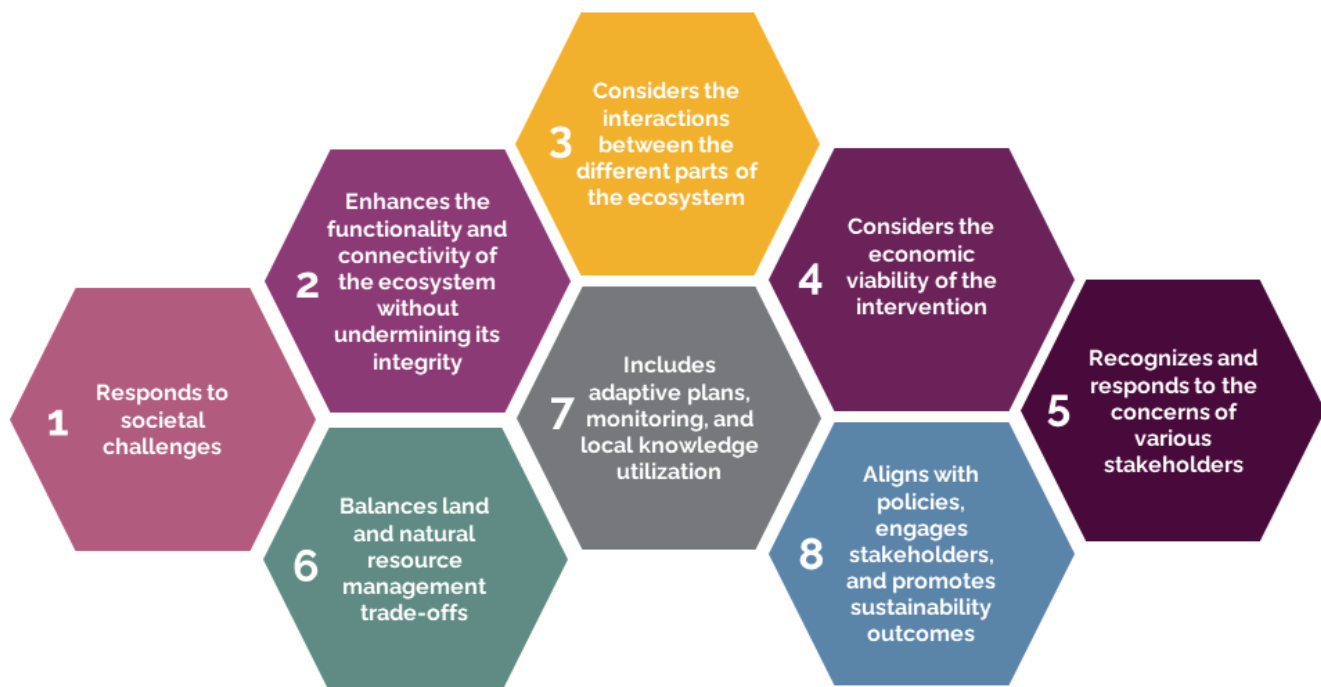 1
Responds to
societal
challenges
2
Enhances the
functionality and
connectivity of
the ecosystem
without
undermining its
integrity
3
Considers the
interactions
between the
different parts of
the ecosystem
4
Considers the
economic
viability of the
intervention
5
Recognizes and
responds to the
concerns of
various
stakeholders
6
Balances land
and natural
resource
management
trade-offs
7
Includes
adaptive plans,
monitoring, and
local knowledge
utilization
8
Aligns with
policies,
engages
stakeholders,
and promotes
sustainability
outcomes